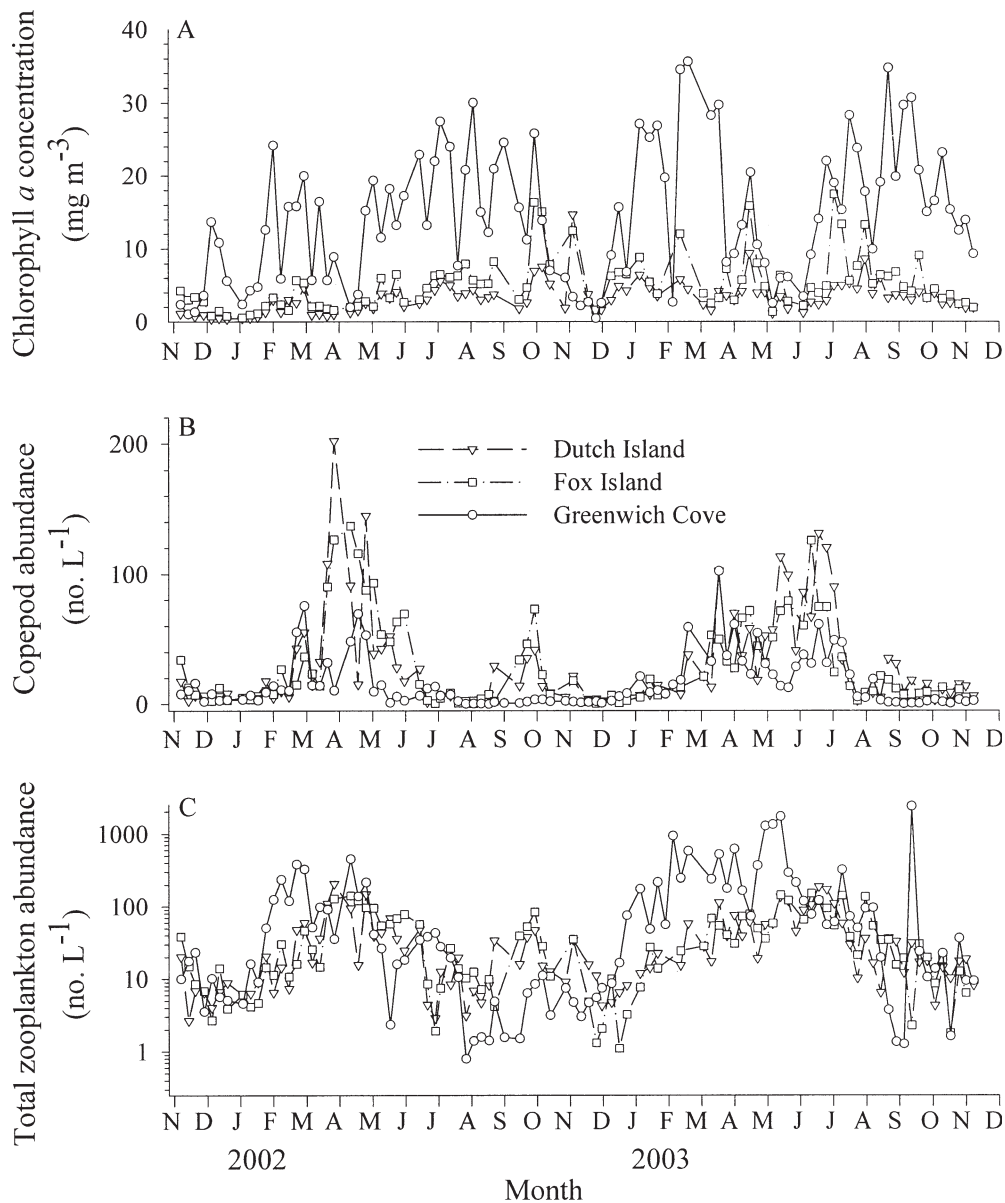 A
Chlorophyll a concentration
(mg m⁻³)
40
30
20
10
0
N D J F M A M J J A S O N D J F M A M J J A S O N D
B
Copepod abundance
(no. L⁻¹)
200
100
0
Dutch Island
Fox Island
Greenwich Cove
N D J F M A M J J A S O N D J F M A M J J A S O N D
C
Total zooplankton abundance
(no. L⁻¹)
1000
100
10
1
N D J F M A M J J A S O N D J F M A M J J A S O N D
2002 2003
Month